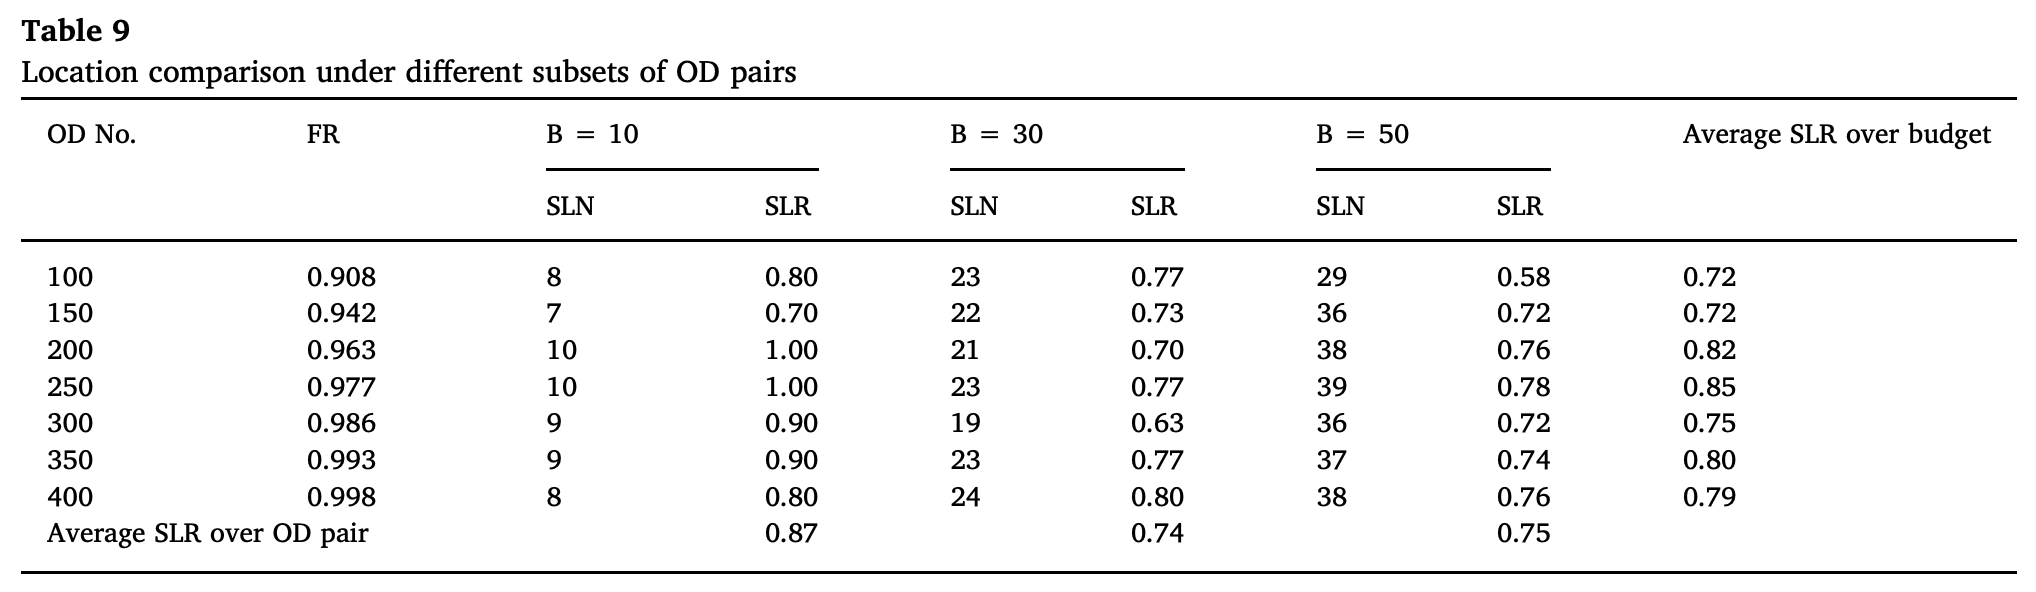 Table 9
Location comparison under different subsets of OD pairs
OD No. FR B = 10 B = 30 B = 50 Average SLR over budget
SLN SLR SLN SLR SLN SLR
100 0.908 8 0.80 23 0.77 29 0.58 0.72
150 0.942 7 0.70 22 0.73 36 0.72 0.72
200 0.963 10 1.00 21 0.70 38 0.76 0.82
250 0.977 10 1.00 23 0.77 39 0.78 0.85
300 0.986 9 0.90 19 0.63 36 0.72 0.75
350 0.993 9 0.90 23 0.77 37 0.74 0.80
400 0.998 8 0.80 24 0.80 38 0.76 0.79
Average SLR over OD pair 0.87 0.74 0.75